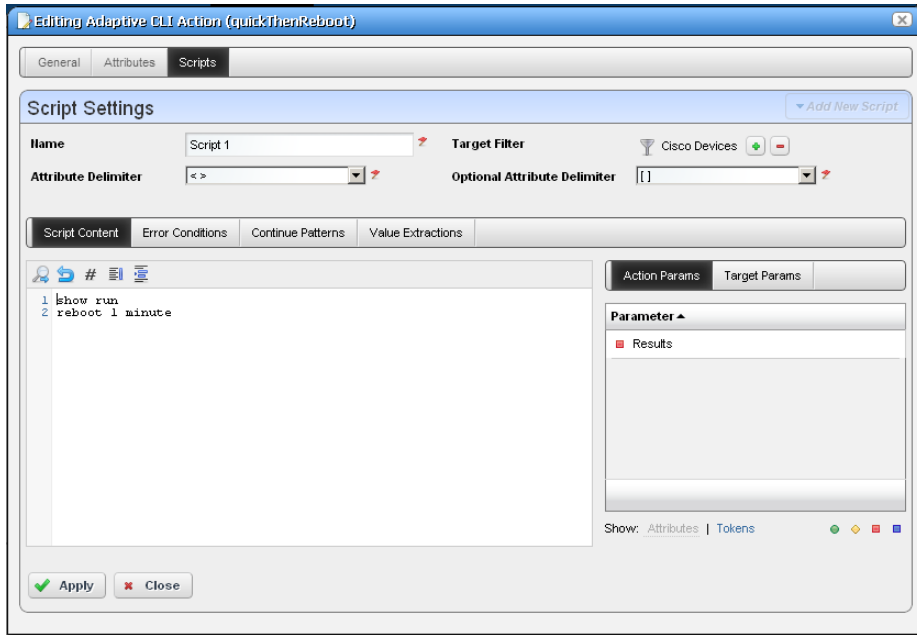 Editing Adaptive CLI Action (quickThenReboot)
General Attributes Scripts
Script Settings
Add New Script
Name Script 1 Target Filter Cisco Devices
Attribute Delimiter < > Optional Attribute Delimiter [ ]
Script Content Error Conditions Continue Patterns Value Extractions
#
Action Params Target Params
1 show run
2 reboot 1 minute
Parameter
Results
Show: Attributes | Tokens
Apply Close